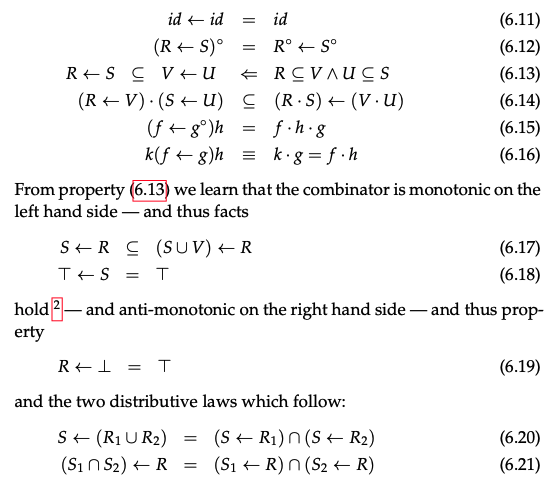 id ← id = id (6.11)
(R ← S)° = R° ← S° (6.12)
R ← S ⊆ V ← U ⇐ R ⊆ V ∧ U ⊆ S (6.13)
(R ← V) · (S ← U) ⊆ (R · S) ← (V · U) (6.14)
(f ← g°)h = f · h · g (6.15)
k(f ← g)h ≡ k · g = f · h (6.16)
From property (6.13) we learn that the combinator is monotonic on the
left hand side — and thus facts
S ← R ⊆ (S ∪ V) ← R (6.17)
⊤ ← S = ⊤ (6.18)
hold 2 — and anti-monotonic on the right hand side — and thus prop-
erty
R ← ⊥ = ⊤ (6.19)
and the two distributive laws which follow:
S ← (R₁ ∪ R₂) = (S ← R₁) ∩ (S ← R₂) (6.20)
(S₁ ∩ S₂) ← R = (S₁ ← R) ∩ (S₂ ← R) (6.21)